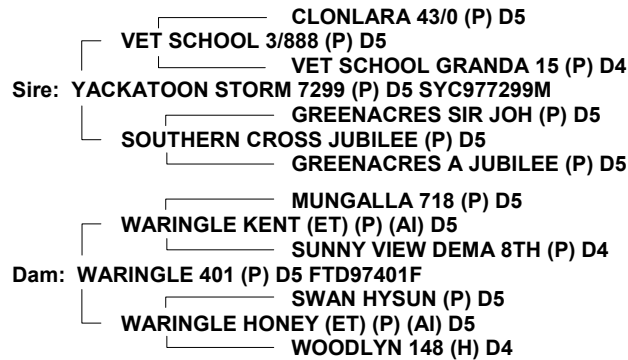 CLONLARA 43/0 (P) D5
VET SCHOOL 3/888 (P) D5
VET SCHOOL GRANDA 15 (P) D4
Sire: YACKATOON STORM 7299 (P) D5 SYC977299M
GREENACRES SIR JOH (P) D5
SOUTHERN CROSS JUBILEE (P) D5
GREENACRES A JUBILEE (P) D5
MUNGALLA 718 (P) D5
WARINGLE KENT (ET) (P) (AI) D5
SUNNY VIEW DEMA 8TH (P) D4
Dam: WARINGLE 401 (P) D5 FTD97401F
SWAN HYSUN (P) D5
WARINGLE HONEY (ET) (P) (AI) D5
WOODLYN 148 (H) D4